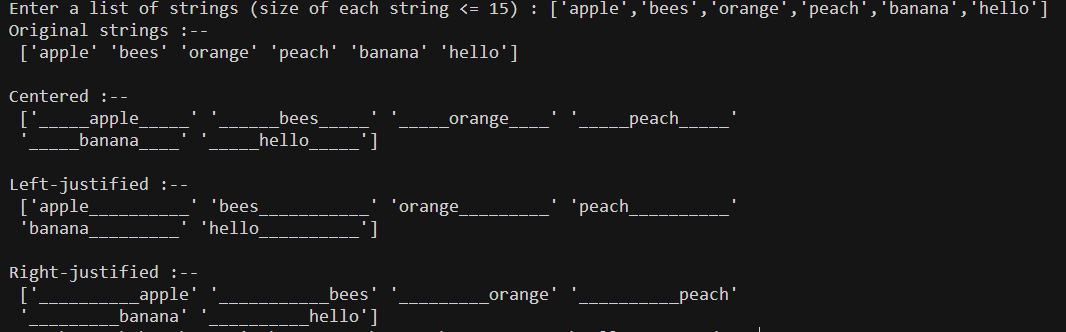 Enter a list of strings (size of each string <= 15) : ['apple','bees','orange','peach','banana','hello']
Original strings :--
['apple' 'bees' 'orange' 'peach' 'banana' 'hello']
Centered :--
['_____apple_____' '______bees_____' '_____orange____' '_____peach_____'
'_____banana____' '_____hello_____']
Left-justified :--
['apple__________' 'bees___________' 'orange_________' 'peach__________'
'banana_________' 'hello__________']
Right-justified :--
['__________apple' '___________bees' '_________orange' '__________peach'
'_________banana' '__________hello']